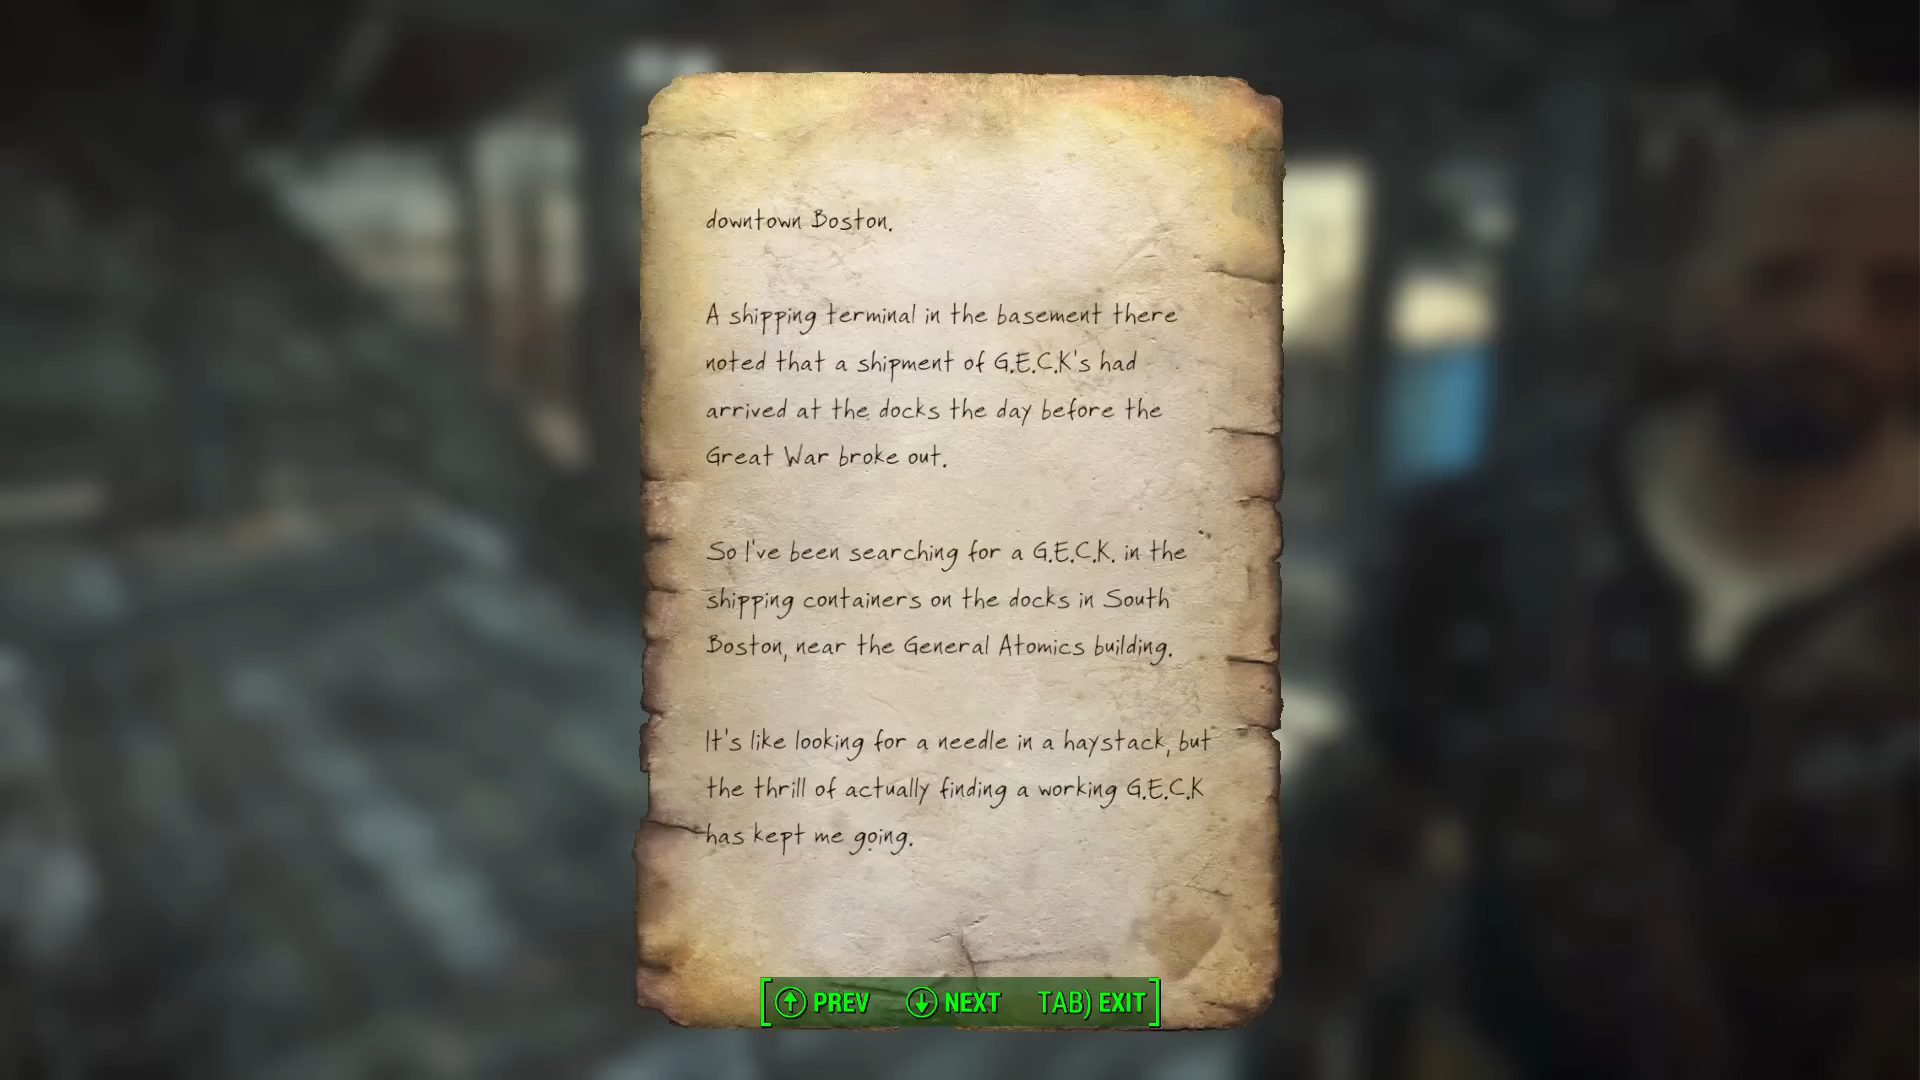 downtown Boston.
A shipping terminal in the basement there
noted that a shipment of G.E.C.K's had
arrived at the docks the day before the
Great War broke out.
So I've been searching for a G.E.C.K. in the
shipping containers on the docks in South
Boston, near the General Atomics building.
It's like looking for a needle in a haystack, but
the thrill of actually finding a working G.E.C.K
has kept me going.
PREV NEXT TAB) EXIT